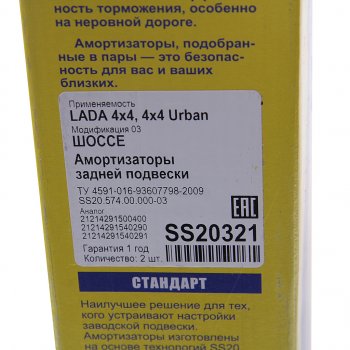 ность торможения, особенно
на неровной дороге.
Амортизаторы, подобран-
ные в пары — это безопас-
ность для вас и ваших
близких.
Применяемость
LADA 4x4, 4x4 Urban
Модификация 03
ШОССЕ
Амортизаторы
задней подвески
ТУ 4591-016-93607798-2009
SS20.574.00.000-03
Аналог
21214291500400
21214291540290
21214291540291
EAC
SS20321
Гарантия 1 год
Количество: 2 шт.
СТАНДАРТ
Наилучшее решение для тех,
кого устраивают настройки
заводской подвески.
Амортизаторы изготовлены
на основе технологий SS20